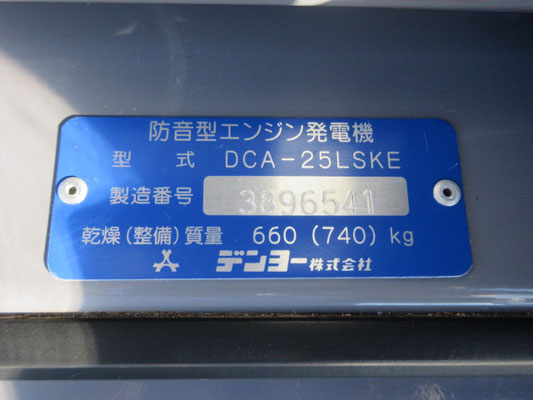 防音型エンジン発電機
型式 DCA-25LSKE
製造番号 3896541
乾燥(整備)質量 660 (740) kg
デンヨー株式会社